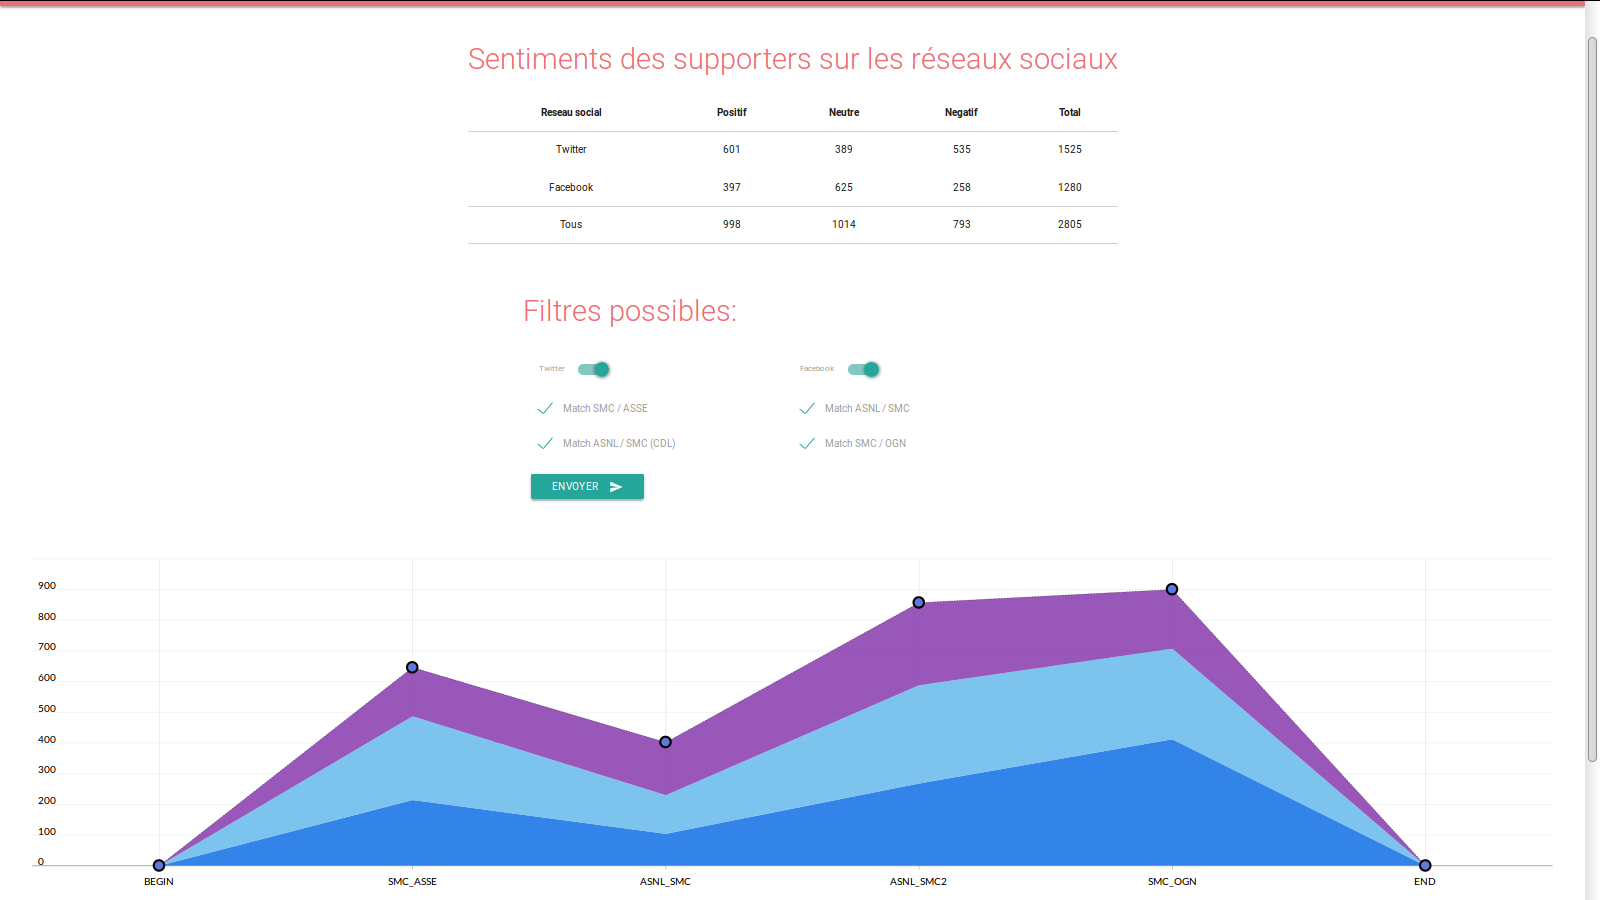 Sentiments des supporters sur les réseaux sociaux
Reseau social Positif Neutre Negatif Total
Twitter 601 389 535 1525
Facebook 397 625 258 1280
Tous 998 1014 793 2805
Filtres possibles:
Twitter Facebook
Match SMC / ASSE Match ASNL / SMC
Match ASNL / SMC (CDL) Match SMC / OGN
ENVOYER
900
800
700
600
500
400
300
200
100
0
BEGIN SMC_ASSE ASNL_SMC ASNL_SMC2 SMC_OGN END